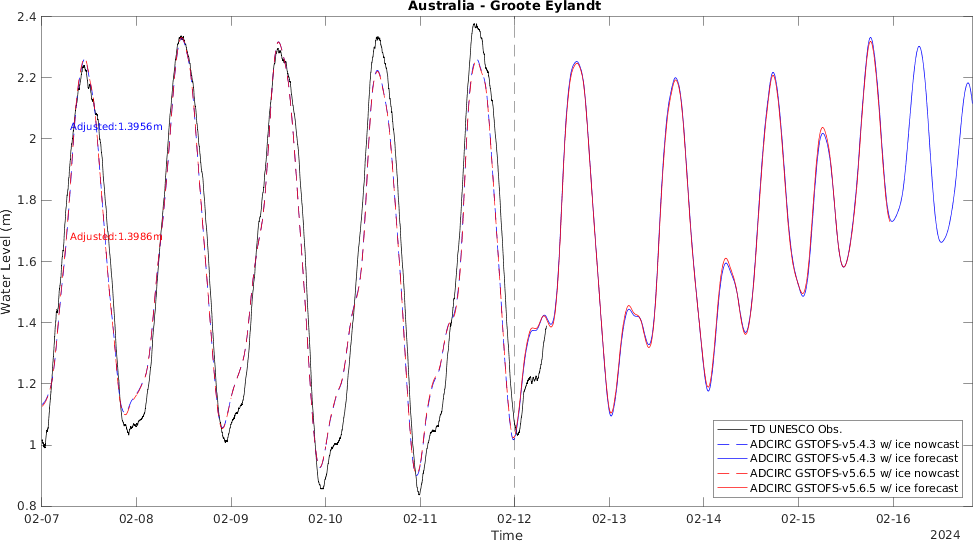 Australia - Groote Eylandt
2.4
2.2
2
1.8
1.6
1.4
1.2
1
0.8
Water Level (m)
Adjusted:1.3956m
Adjusted:1.3986m
TD UNESCO Obs.
ADCIRC GSTOFS-v5.4.3 w/ ice nowcast
ADCIRC GSTOFS-v5.4.3 w/ ice forecast
ADCIRC GSTOFS-v5.6.5 w/ ice nowcast
ADCIRC GSTOFS-v5.6.5 w/ ice forecast
02-07 02-08 02-09 02-10 02-11 02-12 02-13 02-14 02-15 02-16
Time
2024